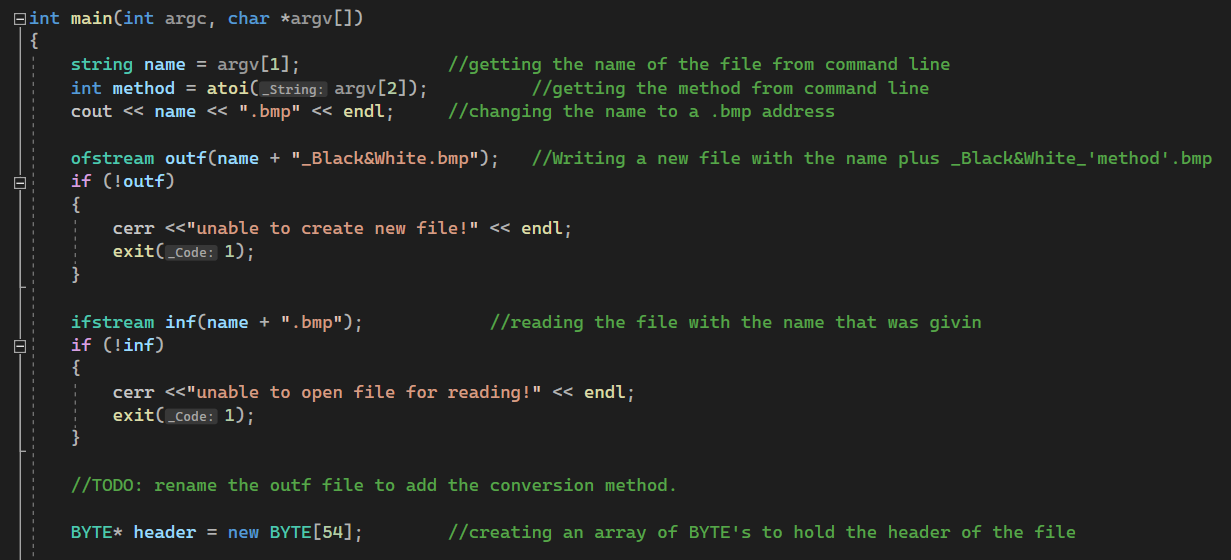 int main(int argc, char *argv[])
{
string name = argv[1]; //getting the name of the file from command line
int method = atoi(_String: argv[2]); //getting the method from command line
cout << name << ".bmp" << endl; //changing the name to a .bmp address
ofstream outf(name + "_Black&White.bmp"); //Writing a new file with the name plus _Black&White_'method'.bmp
if (!outf)
{
cerr <<"unable to create new file!" << endl;
exit(_Code: 1);
}
ifstream inf(name + ".bmp"); //reading the file with the name that was givin
if (!inf)
{
cerr <<"unable to open file for reading!" << endl;
exit(_Code: 1);
}
//TODO: rename the outf file to add the conversion method.
BYTE* header = new BYTE[54]; //creating an array of BYTE's to hold the header of the file